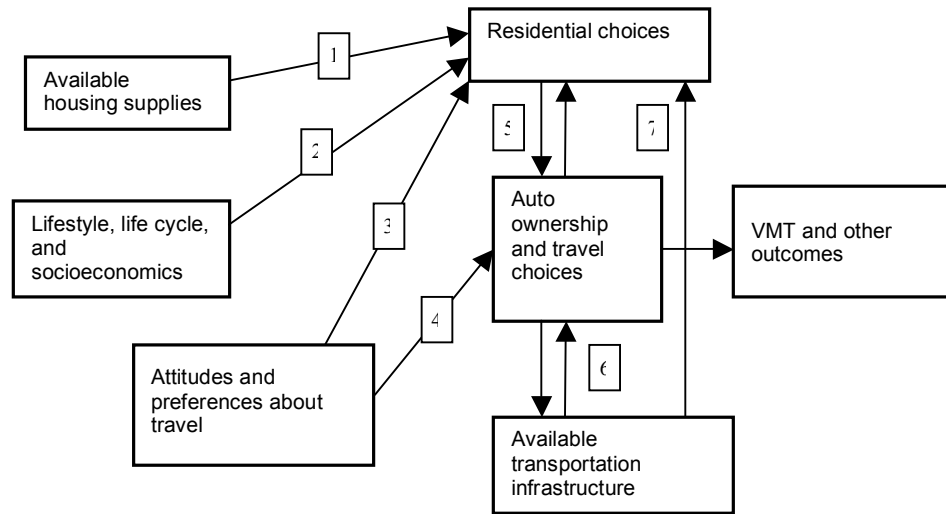 Residential choices
1
Available
housing supplies
5
7
2
Auto
ownership
and travel
choices
Lifestyle, life cycle,
and
socioeconomics
3
VMT and other
outcomes
4
Attitudes and
preferences about
travel
6
Available
transportation
infrastructure